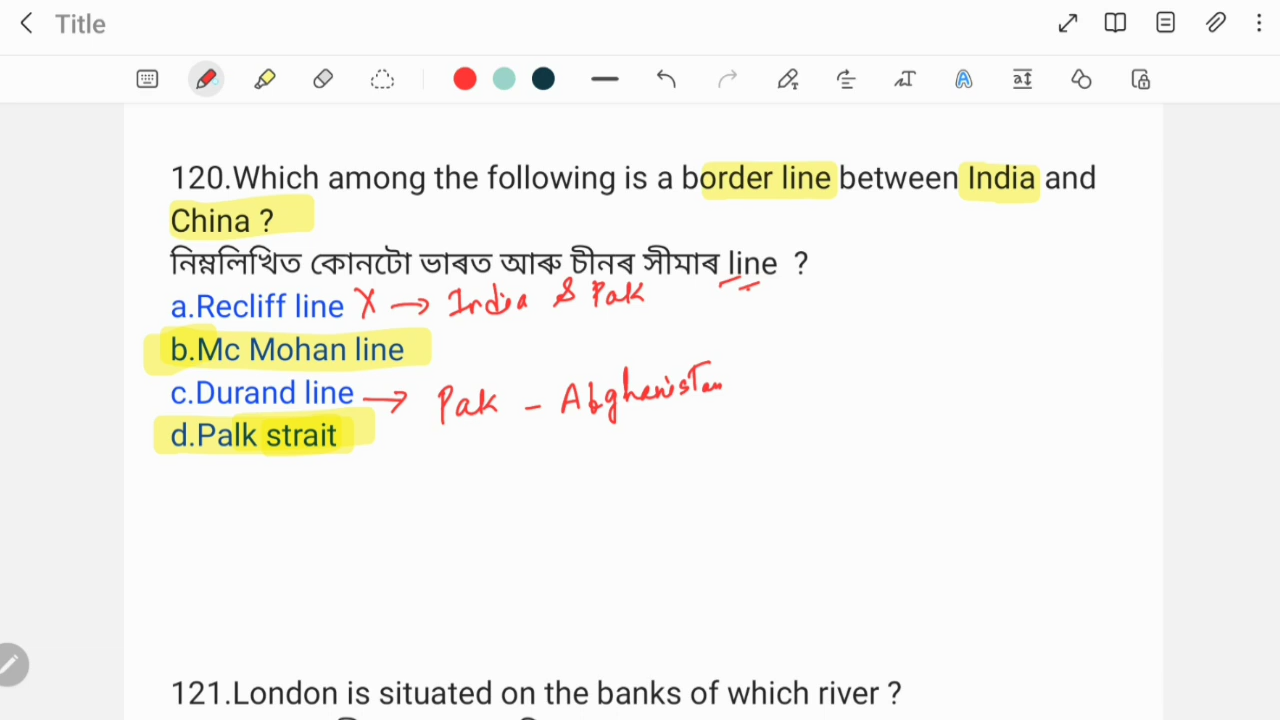 Title
120.Which among the following is a border line between India and
China ?
নিম্নলিখিত কোনটো ভাৰত আৰু চীনৰ সীমাৰ line ?
a.Recliff line X → India & Pak
b.Mc Mohan line
c.Durand line → Pak - Afghanistan
d.Palk strait
121.London is situated on the banks of which river ?